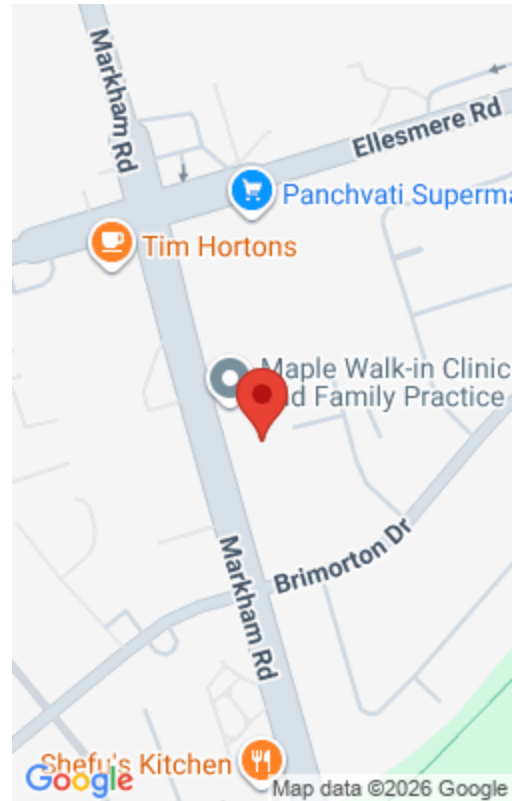 Markham Rd
Ellesmere Rd
Panchvati Superma
Tim Hortons
Maple Walk-in Clinic
nd Family Practice
Brimorton Dr
Markham Rd
Shefu's Kitchen
Google
Map data ©2026 Google